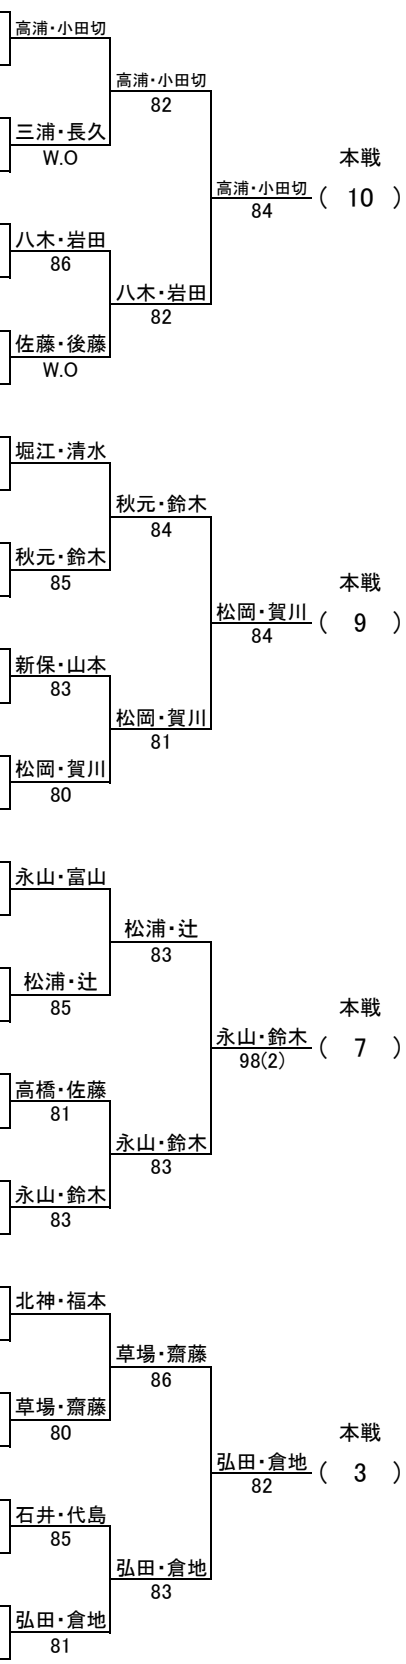 高浦・小田切
高浦・小田切
82
三浦・長久
W.O
本戦
高浦・小田切
84
( 10 )
八木・岩田
86
八木・岩田
82
佐藤・後藤
W.O
堀江・清水
秋元・鈴木
84
秋元・鈴木
85
本戦
松岡・賀川
84
( 9 )
新保・山本
83
松岡・賀川
81
松岡・賀川
80
永山・富山
松浦・辻
83
松浦・辻
85
本戦
永山・鈴木
98(2)
( 7 )
高橋・佐藤
81
永山・鈴木
83
永山・鈴木
83
北神・福本
草場・齋藤
86
草場・齋藤
80
本戦
弘田・倉地
82
( 3 )
石井・代島
85
弘田・倉地
83
弘田・倉地
81